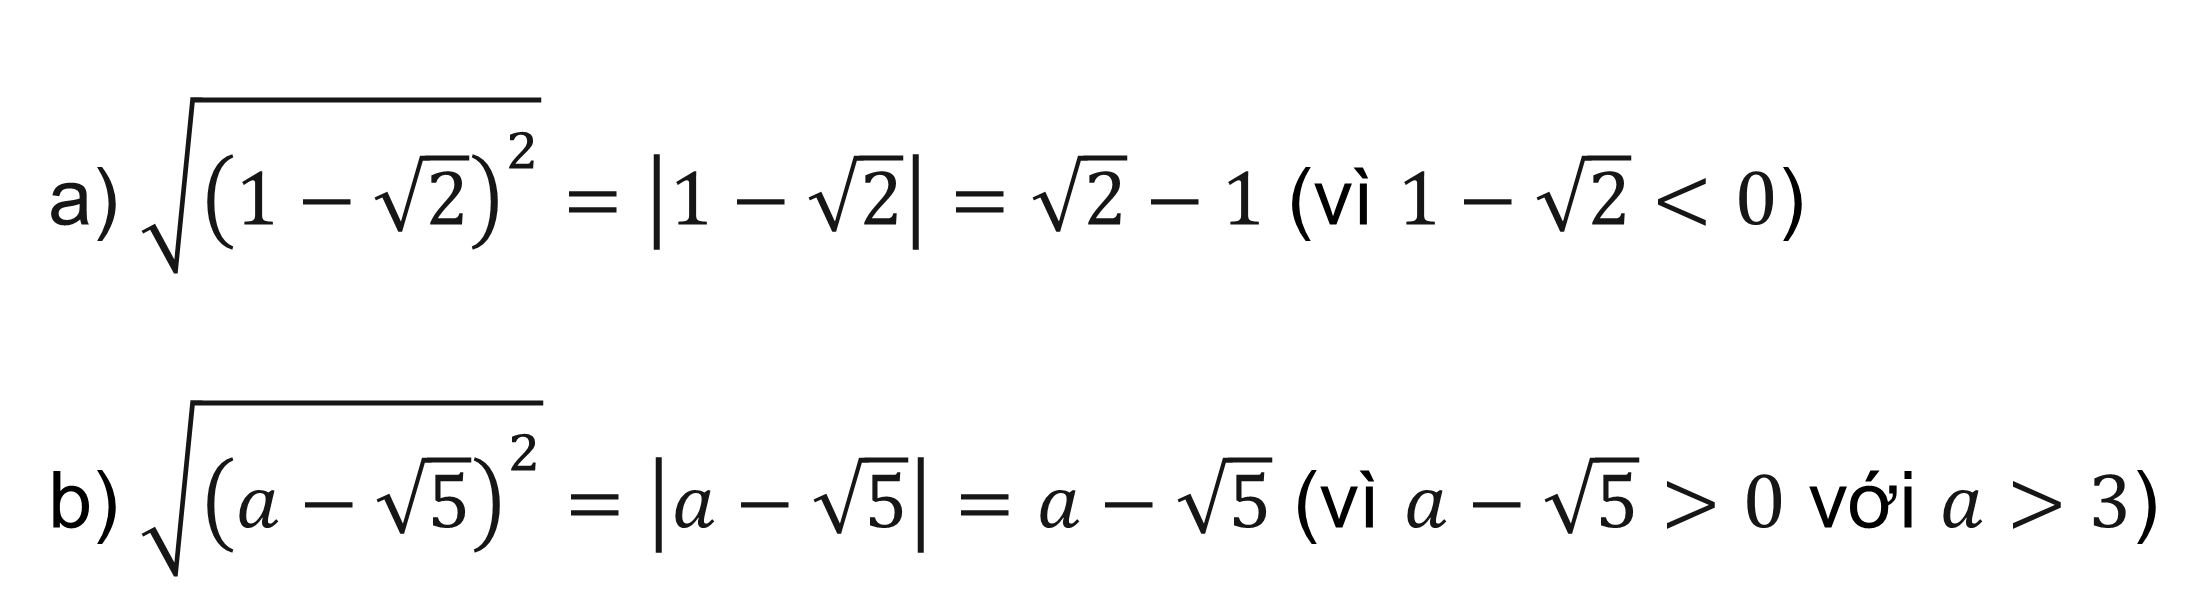 a) √(1 − √2)² = |1 − √2| = √2 − 1 (vì 1 − √2 < 0)
b) √(a − √5)² = |a − √5| = a − √5 (vì a − √5 > 0 với a > 3)